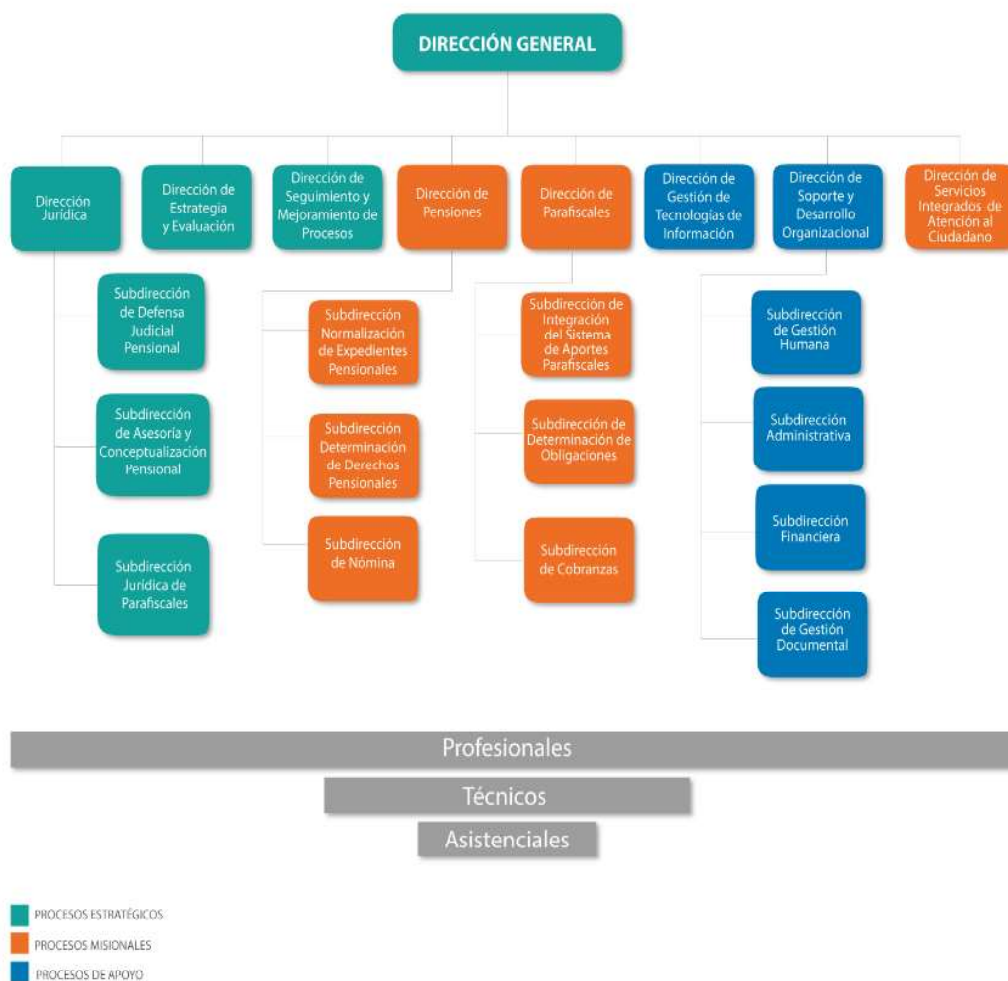 DIRECCIÓN GENERAL
Dirección
Jurídica
Dirección de
Estrategia
y Evaluación
Dirección de
Seguimiento y
Mejoramiento de
Procesos
Dirección de
Pensiones
Dirección de
Parafiscales
Dirección de
Gestión de
Tecnologías de
Información
Dirección de
Soporte y
Desarrollo
Organizacional
Dirección de
Servicios
Integrados de
Atención al
Ciudadano
Subdirección
de Defensa
Judicial
Pensional
Subdirección
de Asesoría y
Conceptualización
Pensional
Subdirección
Jurídica de
Parafiscales
Subdirección
Normalización
de Expedientes
Pensionales
Subdirección
Determinación
de Derechos
Pensionales
Subdirección
de Nómina
Subdirección de
Integración
del Sistema
de Aportes
Parafiscales
Subdirección de
Determinación de
Obligaciones
Subdirección
de Cobranzas
Subdirección
de Gestión
Humana
Subdirección
Administrativa
Subdirección
Financiera
Subdirección
de Gestión
Documental
Profesionales
Técnicos
Asistenciales
PROCESOS ESTRATÉGICOS
PROCESOS MISIONALES
PROCESOS DE APOYO